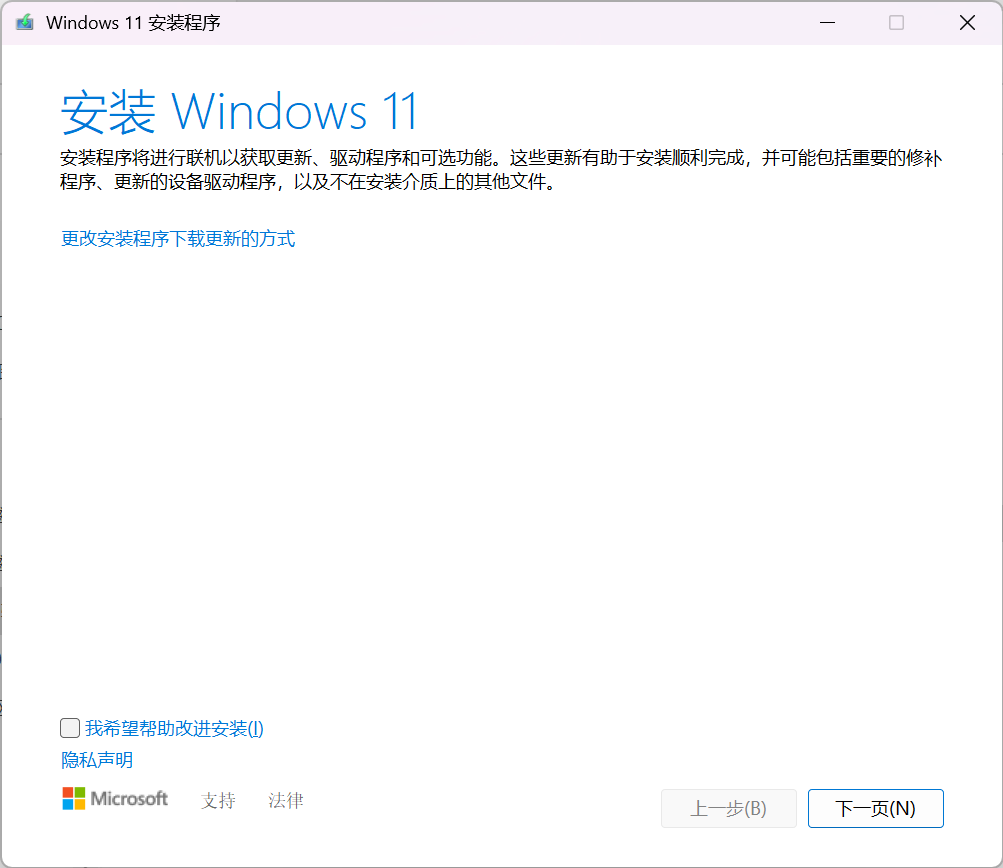 Windows 11 安装程序
安装 Windows 11
安装程序将进行联机以获取更新、驱动程序和可选功能。这些更新有助于安装顺利完成，并可能包括重要的修补
程序、更新的设备驱动程序，以及不在安装介质上的其他文件。
更改安装程序下载更新的方式
我希望帮助改进安装(I)
隐私声明
Microsoft 支持 法律
上一步(B) 下一页(N)